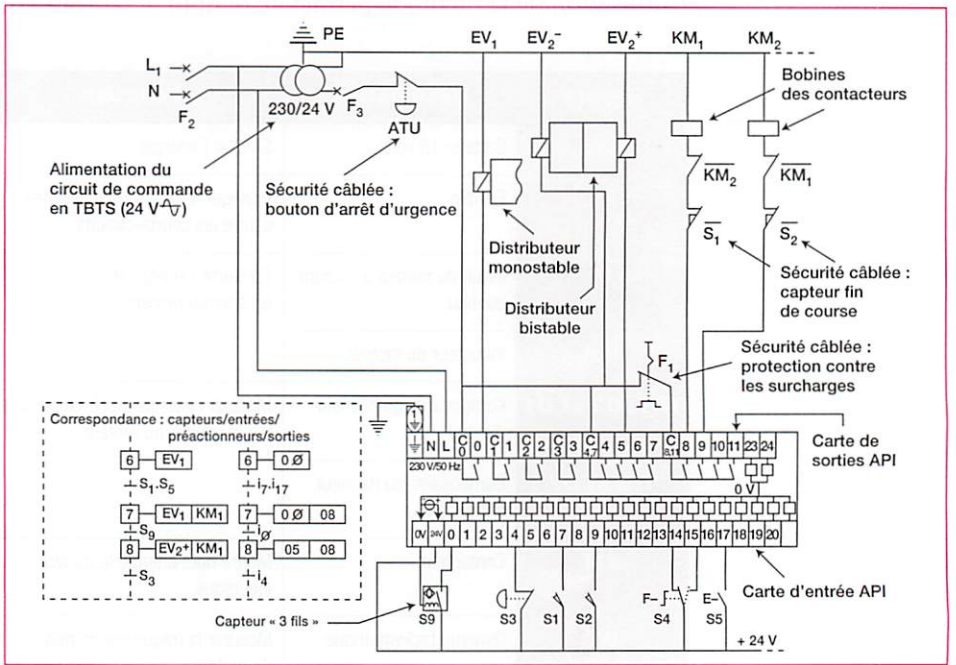 PE
EV₁
EV₂⁻
EV₂⁺
KM₁
KM₂
L₁
N
F₂
230/24 V
F₃
ATU
Bobines
des contacteurs
Alimentation du
circuit de commande
en TBTS (24 V)
Sécurité câblée :
bouton d'arrêt d'urgence
KM₂
KM₁
S₁
S₂
Distributeur
monostable
Distributeur
bistable
Sécurité câblée :
capteur fin
de course
F₁
Sécurité câblée :
protection contre
les surcharges
Correspondance : capteurs/entrées/
préactionneurs/sorties
6 EV₁ 6 0 Ø
S₁.S₅ i₇.i₁₇
7 EV₁ KM₁ 7 0 Ø 08
S₉ iØ
8 EV₂⁺ KM₁ 8 05 08
S₃ i₄
N L C0 0 C1 1 C2 2 C3 3 C4,7 4 5 6 7 C8,11 8 9 10 11 23 24
230 V/50 Hz
0 V
0V 24V 0 1 2 3 4 5 6 7 8 9 10 11 12 13 14 15 16 17 18 19 20
Carte de
sorties API
Carte d'entrée API
Capteur « 3 fils »
S9
S3
S1
S2
F
S4
E
S5
+ 24 V